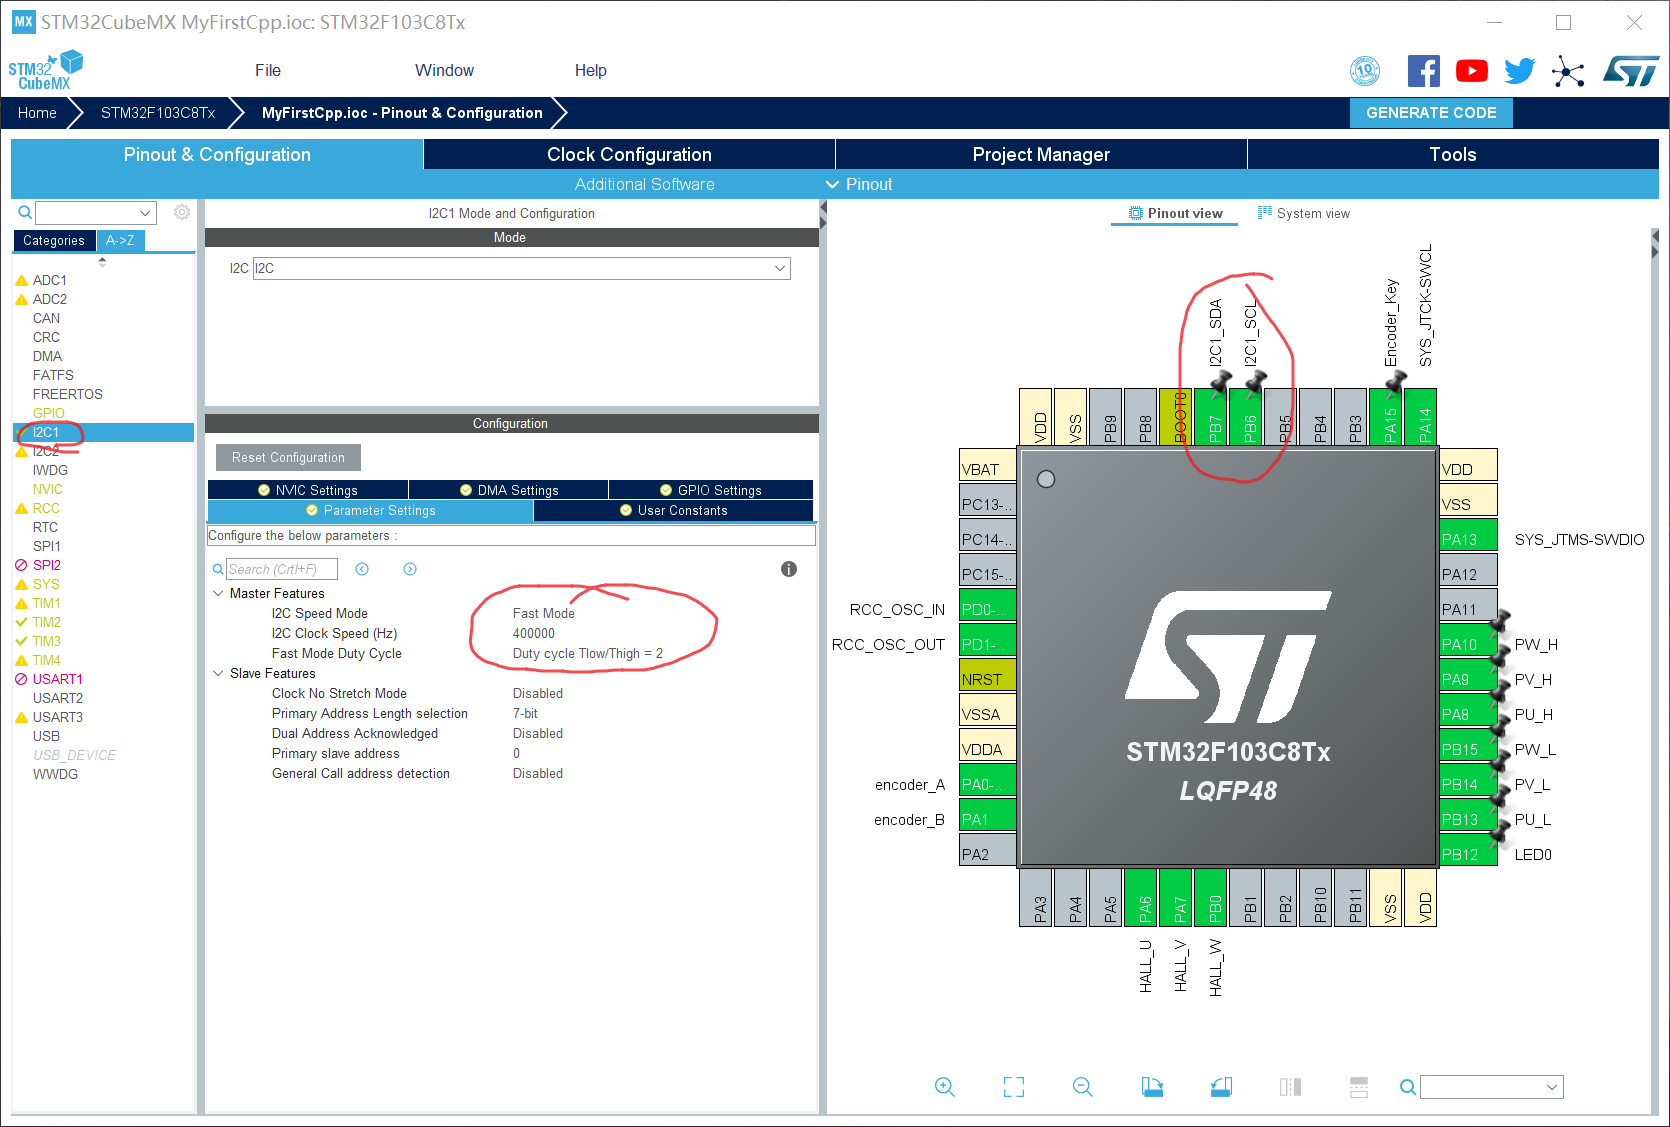 MX STM32CubeMX MyFirstCpp.ioc: STM32F103C8Tx
STM32
CubeMX
File Window Help
10
ST
Home STM32F103C8Tx MyFirstCpp.ioc - Pinout & Configuration GENERATE CODE
Pinout & Configuration Clock Configuration Project Manager Tools
Additional Software Pinout
Categories A->Z
ADC1
ADC2
CAN
CRC
DMA
FATFS
FREERTOS
GPIO
I2C1
I2C2
IWDG
NVIC
RCC
RTC
SPI1
SPI2
SYS
TIM1
TIM2
TIM3
TIM4
USART1
USART2
USART3
USB
USB_DEVICE
WWDG
I2C1 Mode and Configuration
Mode
I2C I2C
Configuration
Reset Configuration
NVIC Settings DMA Settings GPIO Settings
Parameter Settings User Constants
Configure the below parameters :
Search (Crtl+F)
Master Features
I2C Speed Mode Fast Mode
I2C Clock Speed (Hz) 400000
Fast Mode Duty Cycle Duty cycle Tlow/Thigh = 2
Slave Features
Clock No Stretch Mode Disabled
Primary Address Length selection 7-bit
Dual Address Acknowledged Disabled
Primary slave address 0
General Call address detection Disabled
Pinout view System view
I2C1_SDA
I2C1_SCL
Encoder_Key
SYS_JTCK-SWCL
VDD
VSS
PB9
PB8
BOOT0
PB7
PB6
PB5
PB4
PB3
PA15
PA14
VBAT
PC13-..
PC14-..
PC15-..
RCC_OSC_IN PD0-..
RCC_OSC_OUT PD1-..
NRST
VSSA
VDDA
encoder_A PA0-..
encoder_B PA1
PA2
ST
STM32F103C8Tx
LQFP48
VDD
VSS
PA13 SYS_JTMS-SWDIO
PA12
PA11
PA10 PW_H
PA9 PV_H
PA8 PU_H
PB15 PW_L
PB14 PV_L
PB13 PU_L
PB12 LED0
PA3
PA4
PA5
PA6
PA7
PB0
PB1
PB2
PB10
PB11
VSS
VDD
HALL_U
HALL_V
HALL_W